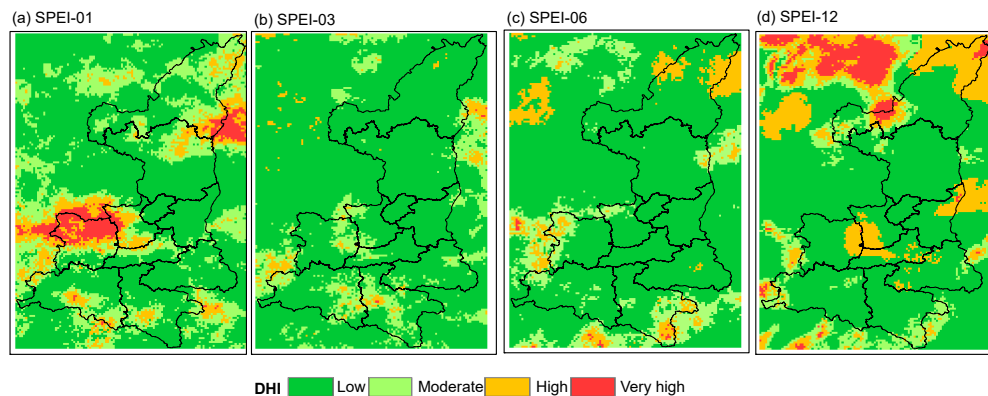 (a) SPEI-01
(b) SPEI-03
(c) SPEI-06
(d) SPEI-12
DHI Low Moderate High Very high